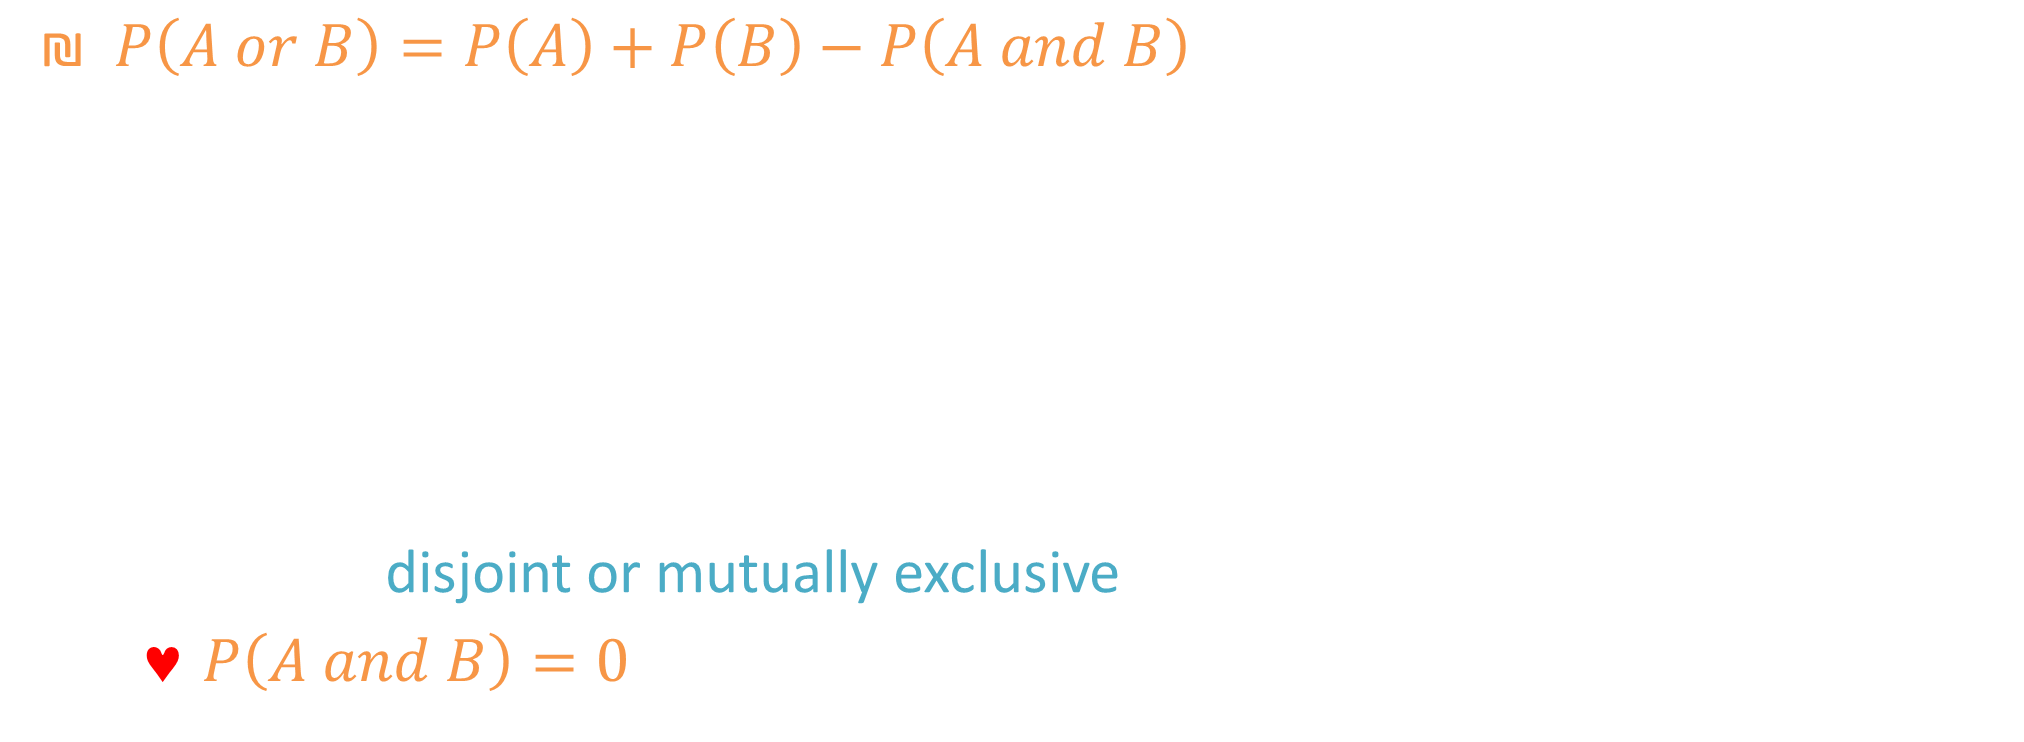 ₪ P(A or B) = P(A) + P(B) − P(A and B)
disjoint or mutually exclusive
♥ P(A and B) = 0